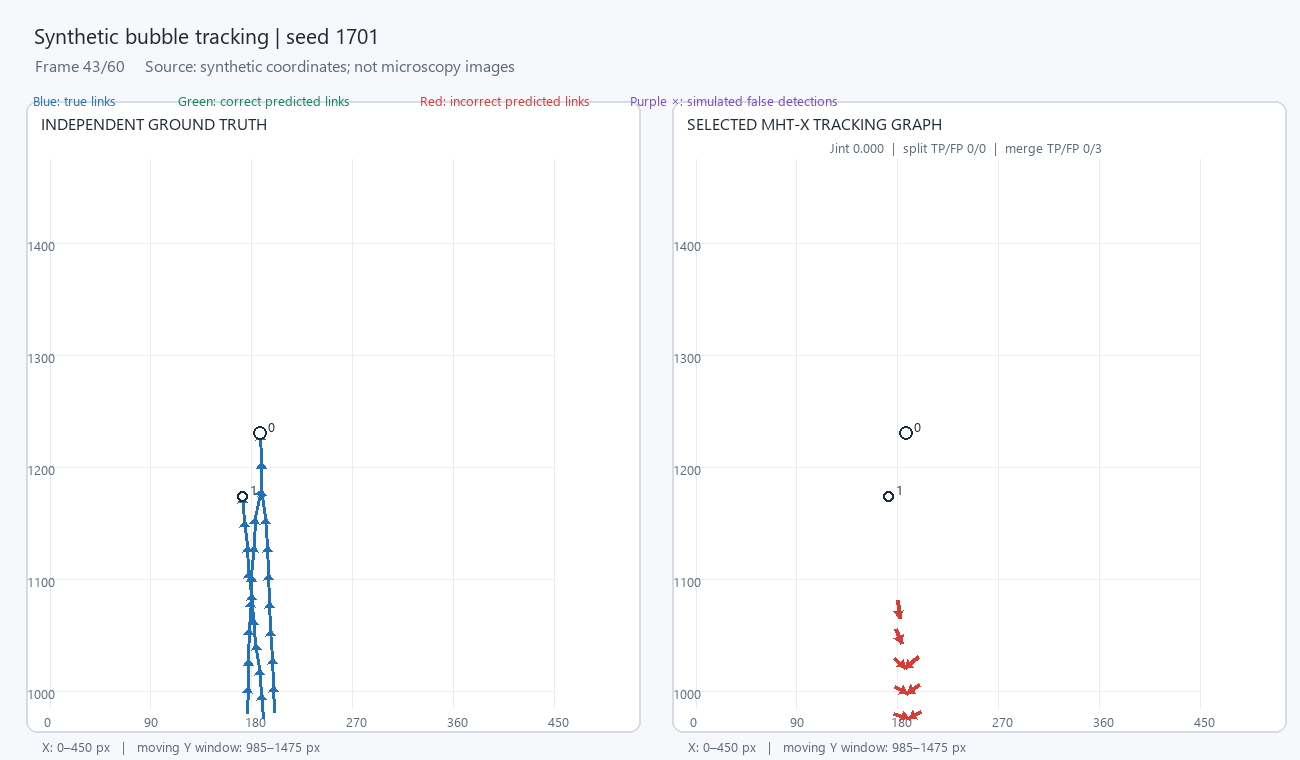 Synthetic bubble tracking | seed 1701
Frame 43/60 Source: synthetic coordinates; not microscopy images
Blue: true links Green: correct predicted links Red: incorrect predicted links Purple ×: simulated false detections
INDEPENDENT GROUND TRUTH
1400
1300
0
1200
1
1100
1000
0 90 180 270 360 450
X: 0–450 px | moving Y window: 985–1475 px
SELECTED MHT-X TRACKING GRAPH
Jint 0.000 | split TP/FP 0/0 | merge TP/FP 0/3
1400
1300
0
1200
1
1100
1000
0 90 180 270 360 450
X: 0–450 px | moving Y window: 985–1475 px